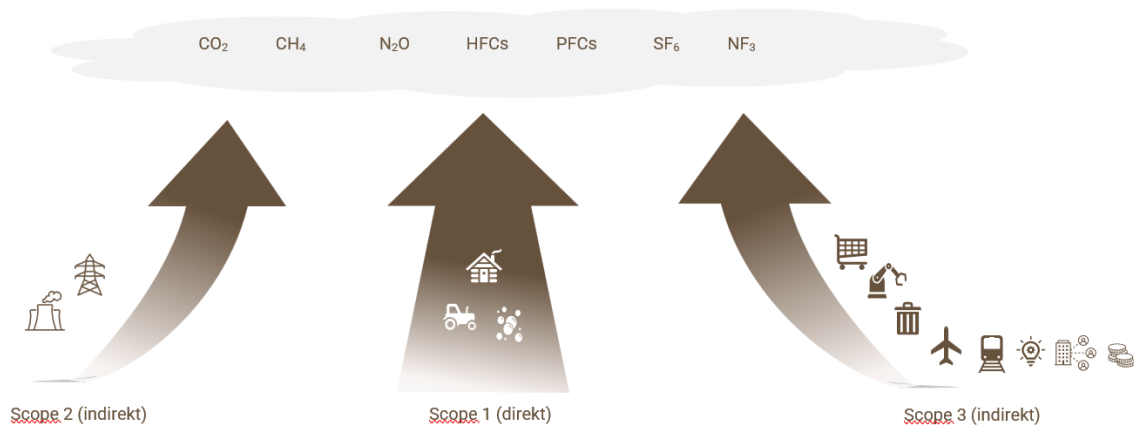 CO₂ CH₄ N₂O HFCs PFCs SF₆ NF₃
Scope 2 (indirekt) Scope 1 (direkt) Scope 3 (indirekt)